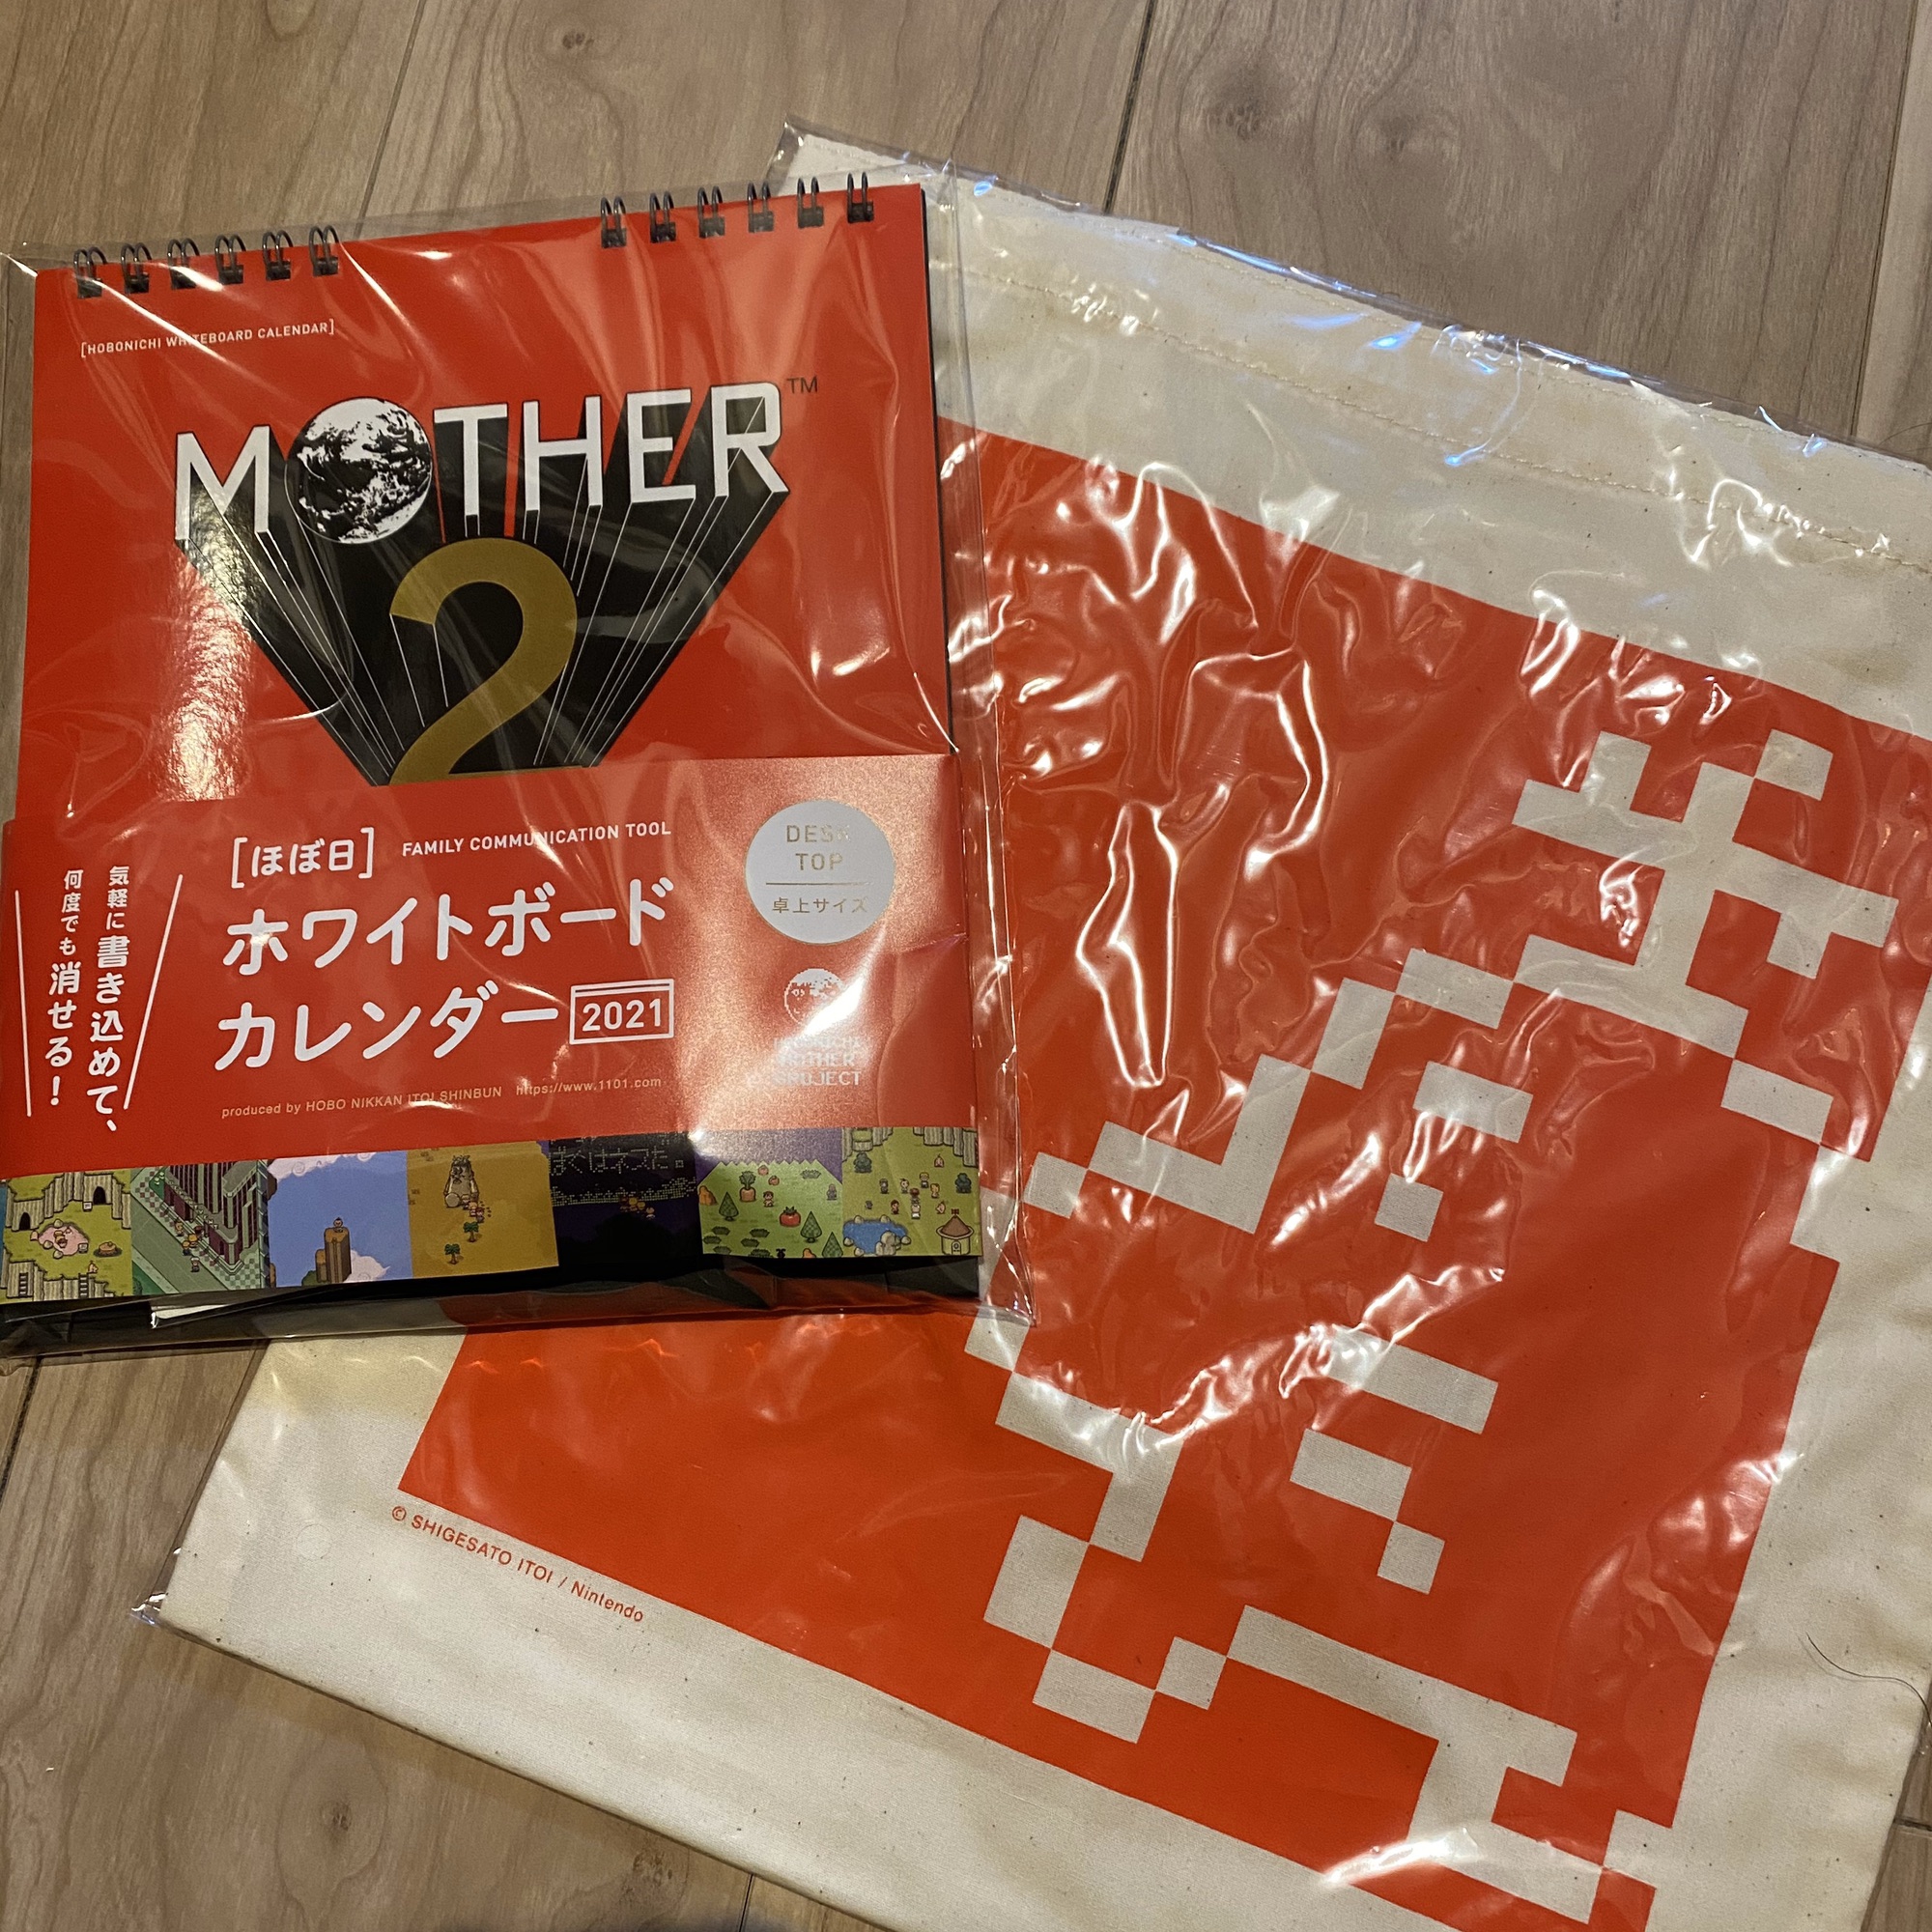 [HOBONICHI WHITEBOARD CALENDAR]
MOTHER™
2
[ほぼ日] FAMILY COMMUNICATION TOOL
ホワイトボード
カレンダー 2021
produced by HOBO NIKKAN ITOI SHINBUN https://www.1101.com
気軽に書き込めて、
何度でも消せる!
DESK
TOP
卓上サイズ
MOTHER
PROJECT
ぼくはネスだ。
© SHIGESATO ITOI / Nintendo